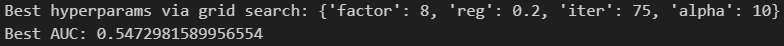 Best hyperparams via grid search: {'factor': 8, 'reg': 0.2, 'iter': 75, 'alpha': 10}
Best AUC: 0.5472981589956554